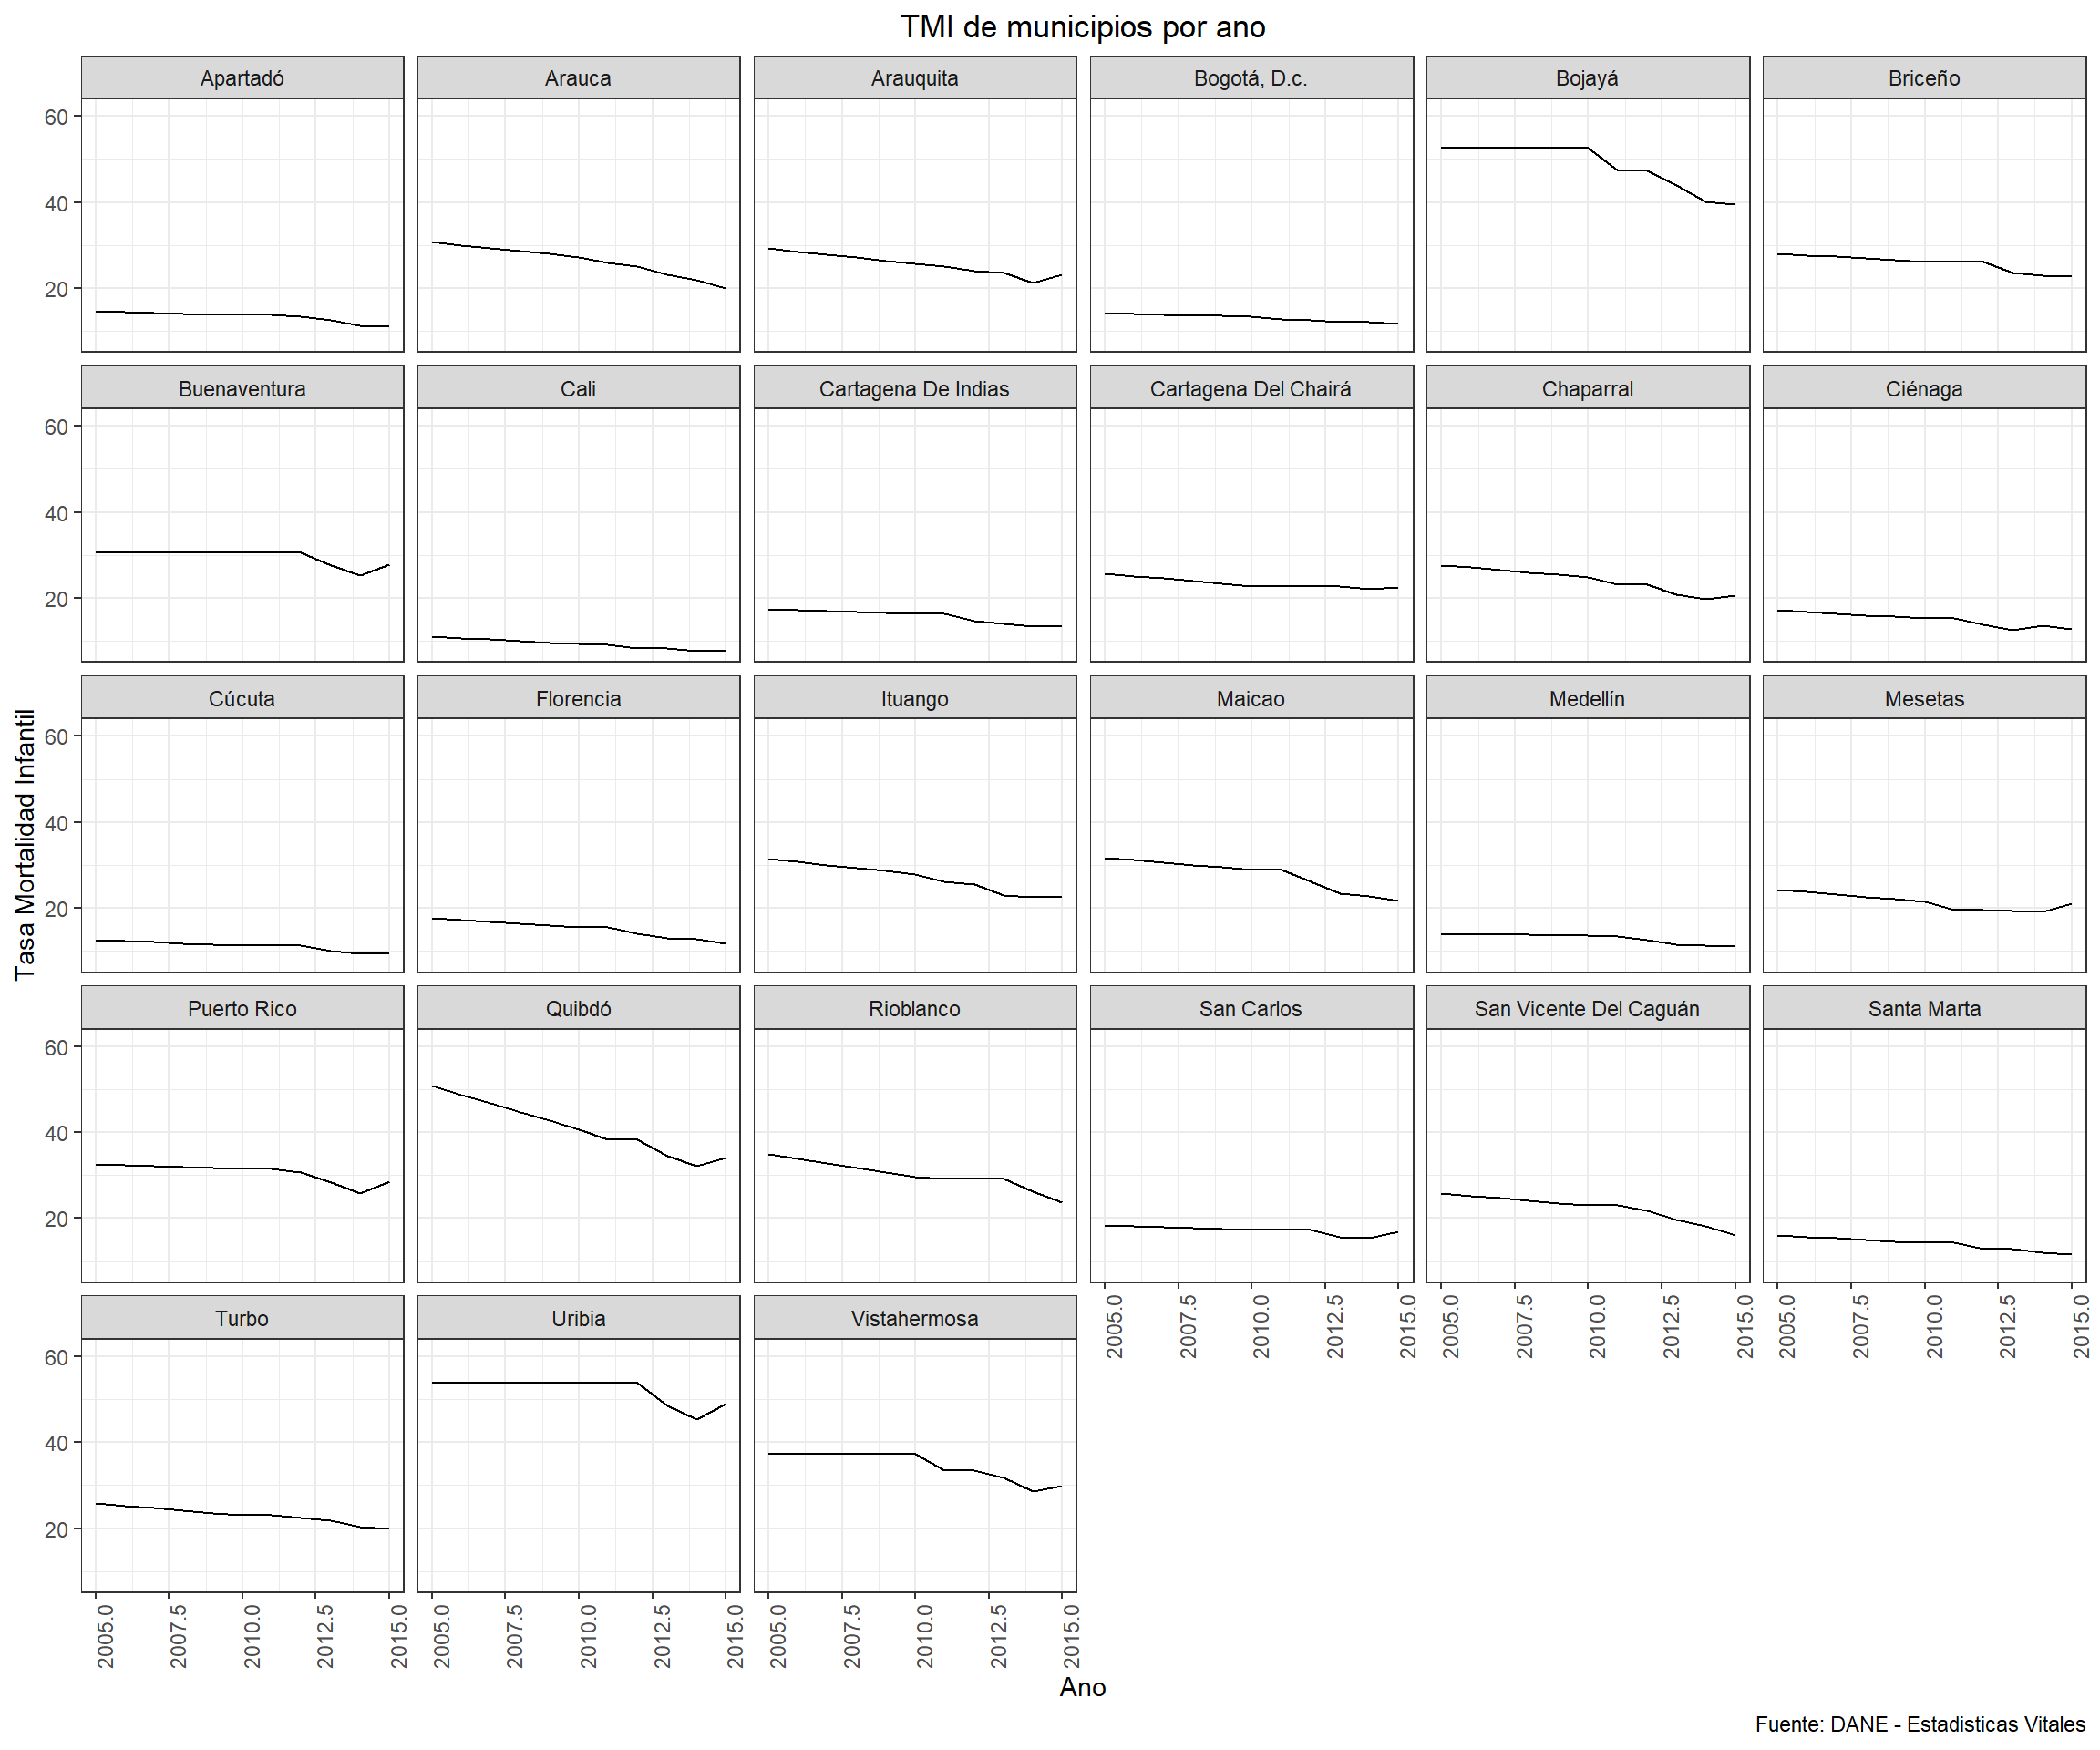 TMI de municipios por ano
Apartadó Arauca Arauquita Bogotá, D.c. Bojayá Briceño
60
40
20
Buenaventura Cali Cartagena De Indias Cartagena Del Chairá Chaparral Ciénaga
60
40
20
Cúcuta Florencia Ituango Maicao Medellín Mesetas
60
40
20
Puerto Rico Quibdó Rioblanco San Carlos San Vicente Del Caguán Santa Marta
60
40
20
2005.0 2007.5 2010.0 2012.5 2015.0 2005.0 2007.5 2010.0 2012.5 2015.0 2005.0 2007.5 2010.0 2012.5 2015.0
Turbo Uribia Vistahermosa
60
40
20
2005.0 2007.5 2010.0 2012.5 2015.0 2005.0 2007.5 2010.0 2012.5 2015.0 2005.0 2007.5 2010.0 2012.5 2015.0
Tasa Mortalidad Infantil
Ano
Fuente: DANE - Estadisticas Vitales